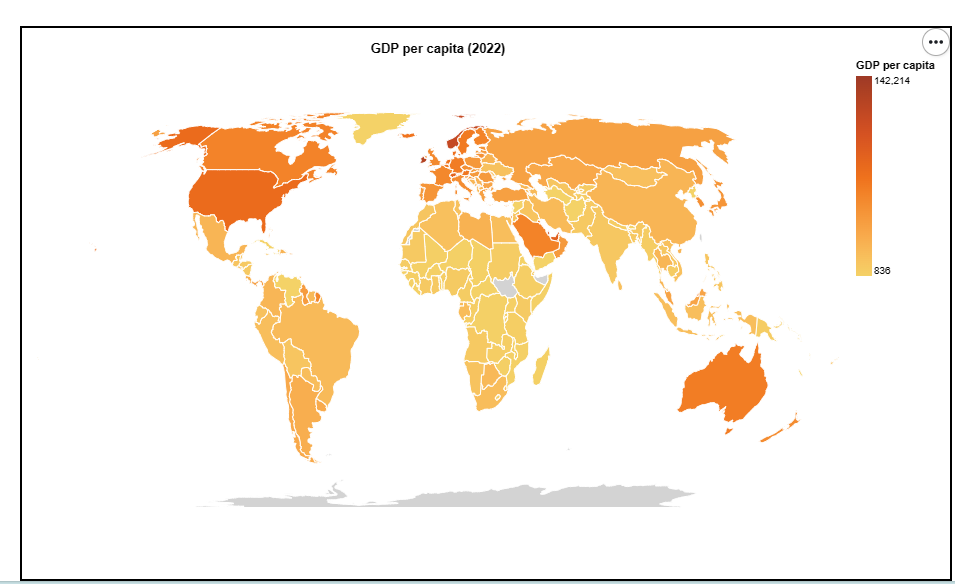 GDP per capita (2022)
GDP per capita
142,214
836